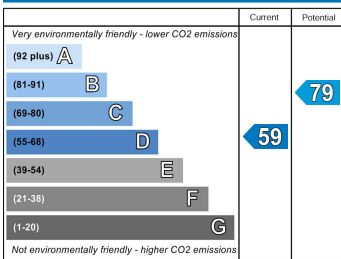 Current Potential
Very environmentally friendly - lower CO2 emissions
(92 plus) A
(81-91) B
79
(69-80) C
(55-68) D
59
(39-54) E
(21-38) F
(1-20) G
Not environmentally friendly - higher CO2 emissions